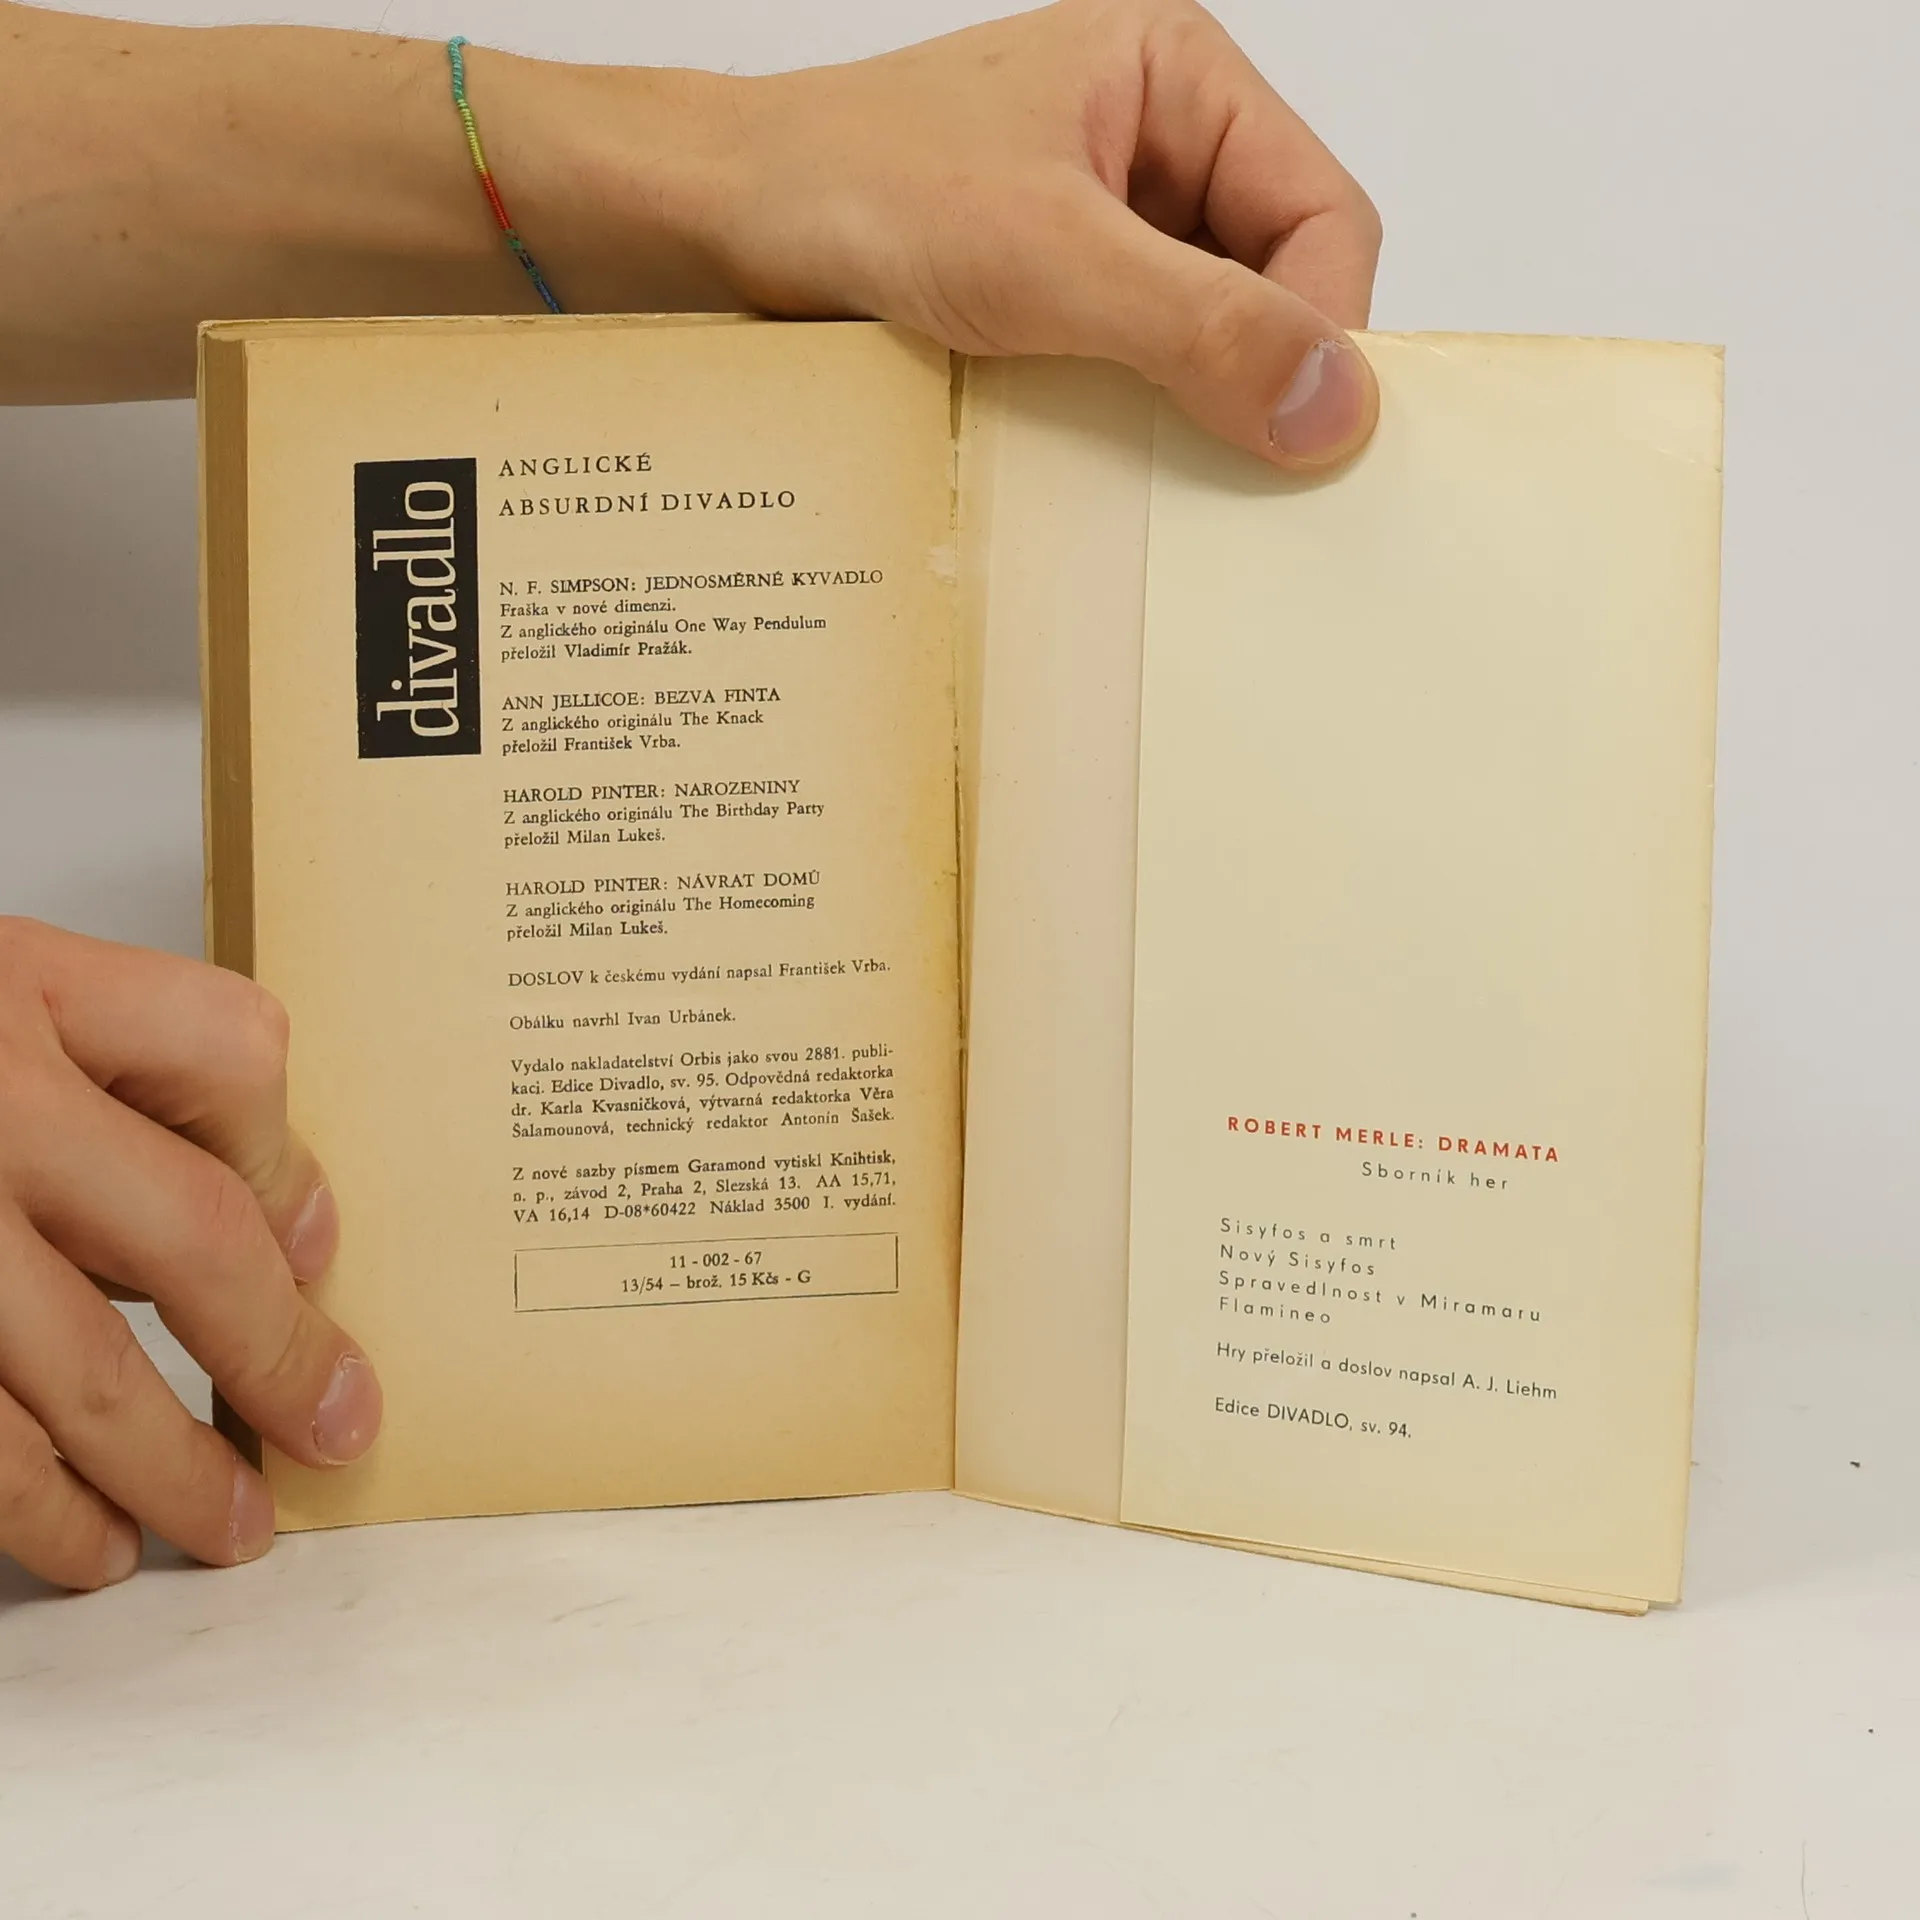 divadlo
ANGLICKÉ
ABSURDNÍ DIVADLO
N. F. SIMPSON: JEDNOSMĚRNÉ KYVADLO
Fraška v nové dimenzi.
Z anglického originálu One Way Pendulum
přeložil Vladimír Pražák.
ANN JELLICOE: BEZVA FINTA
Z anglického originálu The Knack
přeložil František Vrba.
HAROLD PINTER: NAROZENINY
Z anglického originálu The Birthday Party
přeložil Milan Lukeš.
HAROLD PINTER: NÁVRAT DOMŮ
Z anglického originálu The Homecoming
přeložil Milan Lukeš.
DOSLOV k českému vydání napsal František Vrba.
Obálku navrhl Ivan Urbánek.
Vydalo nakladatelství Orbis jako svou 2881. publi-
kaci. Edice Divadlo, sv. 95. Odpovědná redaktorka
dr. Karla Kvasničková, výtvarná redaktorka Věra
Šalamounová, technický redaktor Antonín Šašek.
Z nové sazby písmem Garamond vytiskl Knihtisk,
n. p., závod 2, Praha 2, Slezská 13. AA 15,71,
VA 16,14 D-08*60422 Náklad 3500 I. vydání.
11 - 002 - 67
13/54 – brož. 15 Kčs - G
ROBERT MERLE: DRAMATA
Sborník her
Sisyfos a smrt
Nový Sisyfos
Spravedlnost v Miramaru
Flamineo
Hry přeložil a doslov napsal A. J. Liehm
Edice DIVADLO, sv. 94.